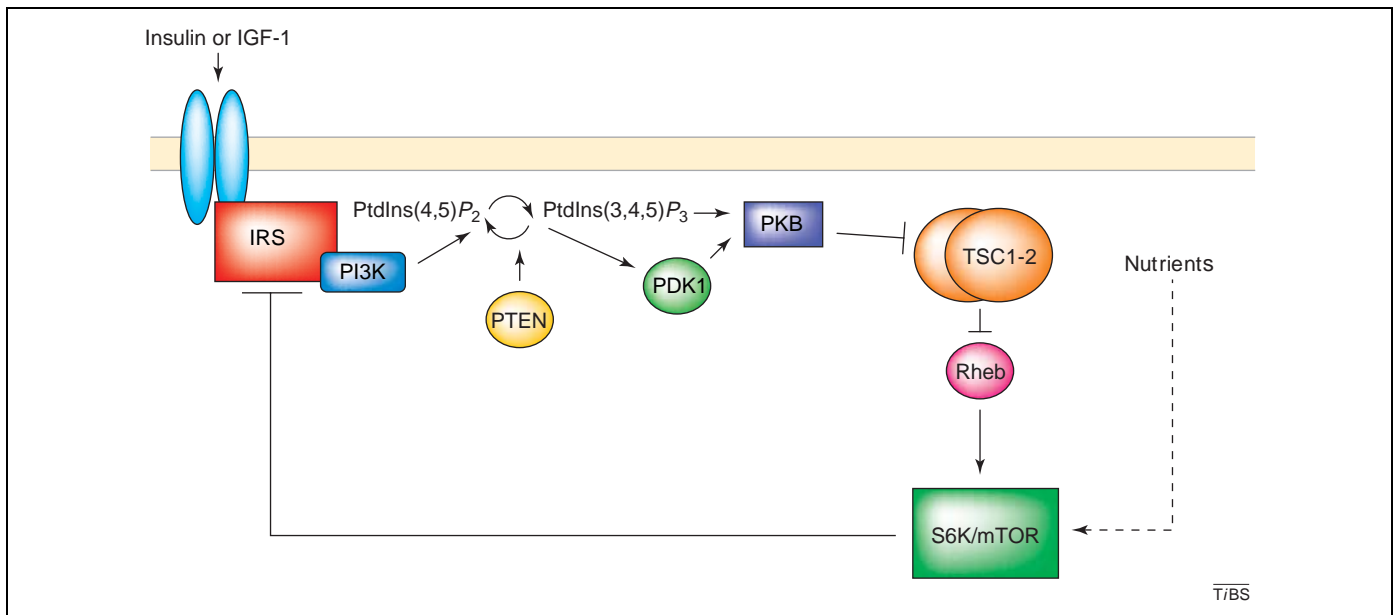 Insulin or IGF-1
IRS
PI3K
PtdIns(4,5)P2
PtdIns(3,4,5)P3
PTEN
PDK1
PKB
TSC1-2
Nutrients
Rheb
S6K/mTOR
TiBS